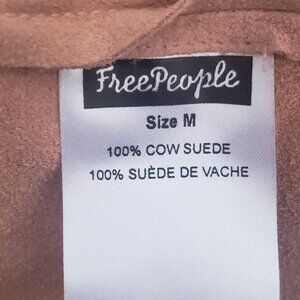 FreePeople
Size M
100% COW SUEDE
100% SUÈDE DE VACHE